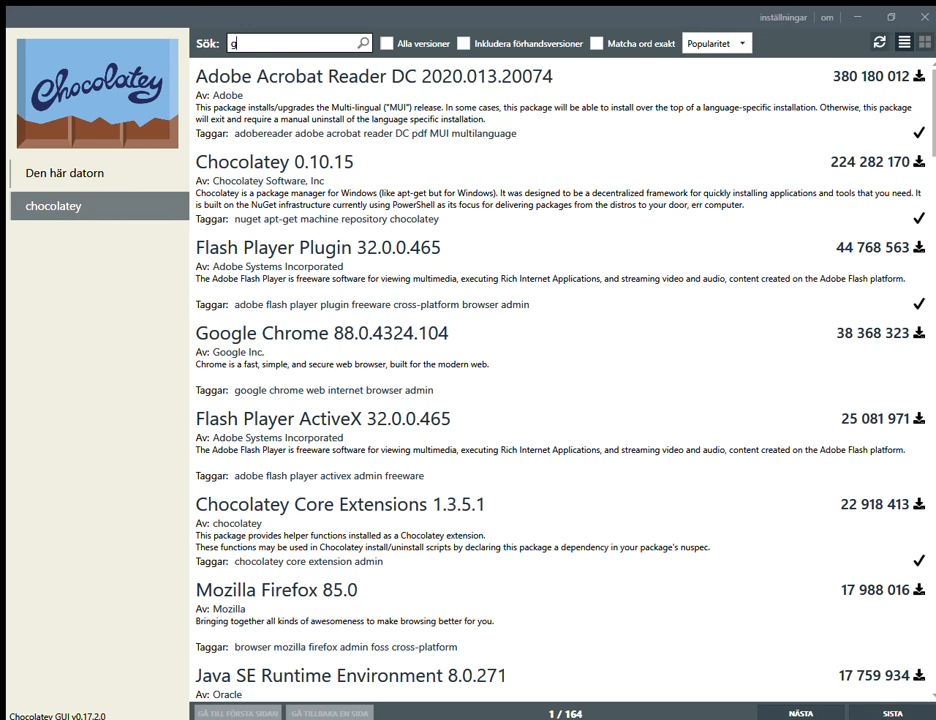 inställningar om
Sök: g Alla versioner Inkludera förhandsversioner Matcha ord exakt Popularitet
Chocolatey
Den här datorn
chocolatey
Adobe Acrobat Reader DC 2020.013.20074 380 180 012
Av: Adobe
This package installs/upgrades the Multi-lingual ("MUI") release. In some cases, this package will be able to install over the top of a language-specific installation. Otherwise, this package
will exit and require a manual uninstall of the language specific installation.
Taggar: adobereader adobe acrobat reader DC pdf MUI multilanguage
Chocolatey 0.10.15 224 282 170
Av: Chocolatey Software, Inc
Chocolatey is a package manager for Windows (like apt-get but for Windows). It was designed to be a decentralized framework for quickly installing applications and tools that you need. It
is built on the NuGet infrastructure currently using PowerShell as its focus for delivering packages from the distros to your door, err computer.
Taggar: nuget apt-get machine repository chocolatey
Flash Player Plugin 32.0.0.465 44 768 563
Av: Adobe Systems Incorporated
The Adobe Flash Player is freeware software for viewing multimedia, executing Rich Internet Applications, and streaming video and audio, content created on the Adobe Flash platform.
Taggar: adobe flash player plugin freeware cross-platform browser admin
Google Chrome 88.0.4324.104 38 368 323
Av: Google Inc.
Chrome is a fast, simple, and secure web browser, built for the modern web.
Taggar: google chrome web internet browser admin
Flash Player ActiveX 32.0.0.465 25 081 971
Av: Adobe Systems Incorporated
The Adobe Flash Player is freeware software for viewing multimedia, executing Rich Internet Applications, and streaming video and audio, content created on the Adobe Flash platform.
Taggar: adobe flash player activex admin freeware
Chocolatey Core Extensions 1.3.5.1 22 918 413
Av: chocolatey
This package provides helper functions installed as a Chocolatey extension.
These functions may be used in Chocolatey install/uninstall scripts by declaring this package a dependency in your package's nuspec.
Taggar: chocolatey core extension admin
Mozilla Firefox 85.0 17 988 016
Av: Mozilla
Bringing together all kinds of awesomeness to make browsing better for you.
Taggar: browser mozilla firefox admin foss cross-platform
Java SE Runtime Environment 8.0.271 17 759 934
Av: Oracle
Chocolatey GUI v0.17.2.0 GÅ TILL FÖRSTA SIDAN GÅ TILLBAKA EN SIDA 1 / 164 NÄSTA SISTA